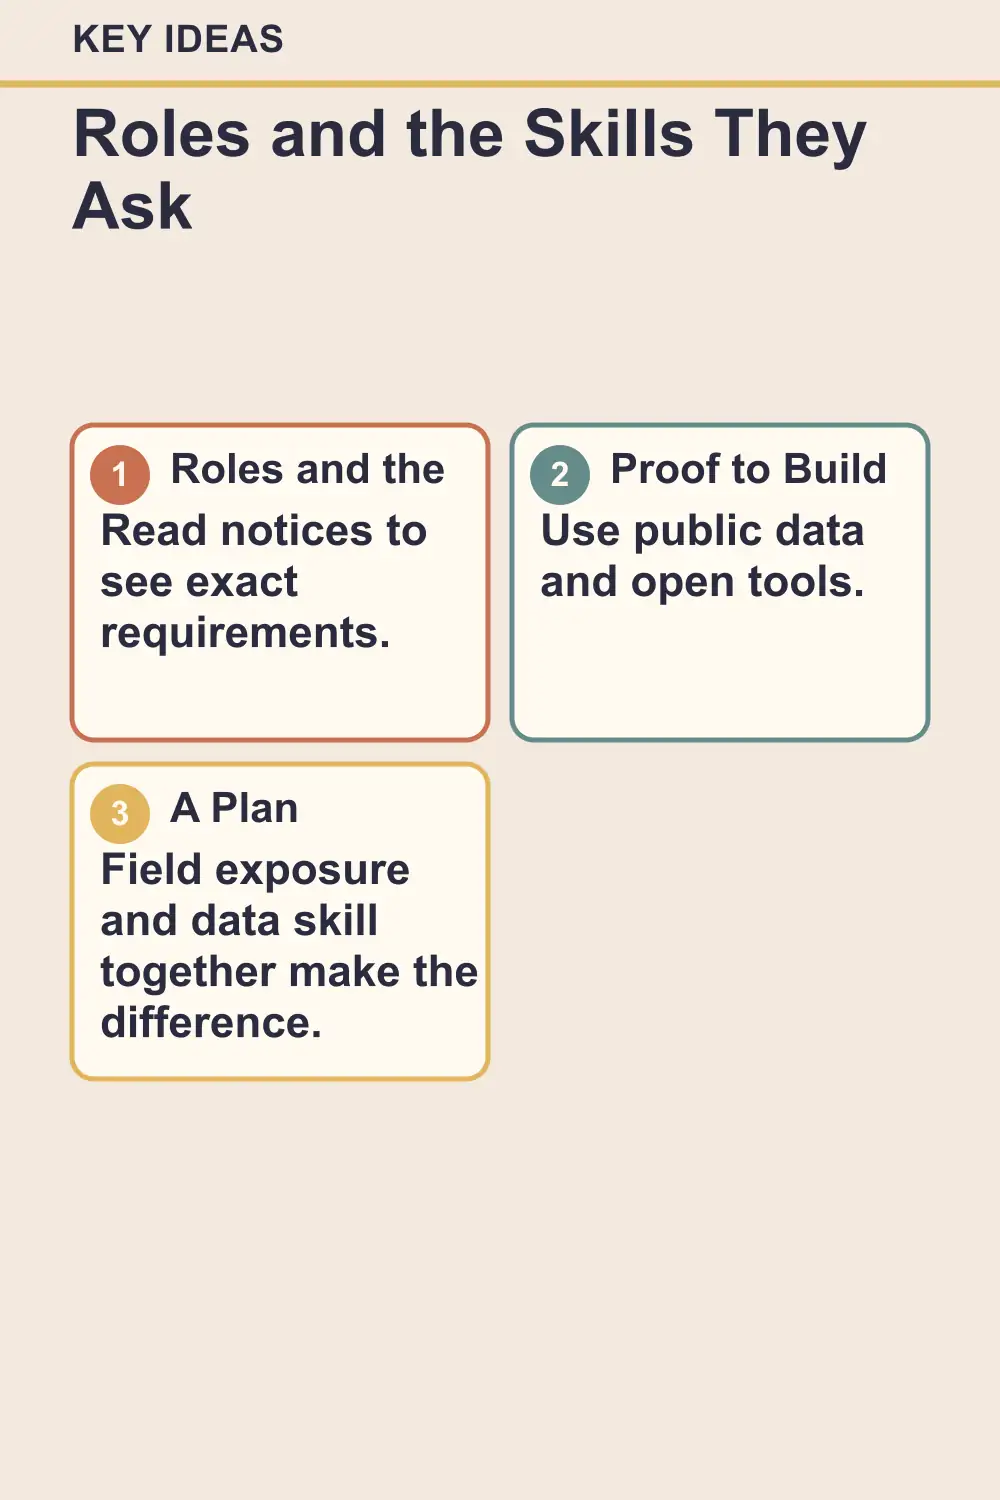 KEY IDEAS
Roles and the Skills They
Ask
1 Roles and the
Read notices to
see exact
requirements.
2 Proof to Build
Use public data
and open tools.
3 A Plan
Field exposure
and data skill
together make the
difference.